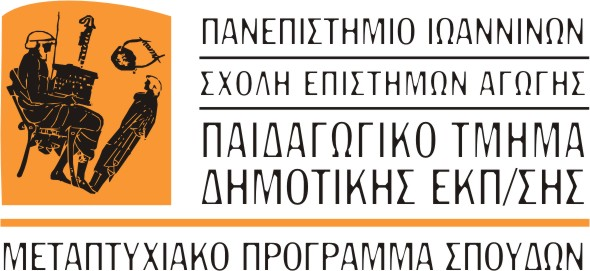 ΠΑΝΕΠΙΣΤΗΜΙΟ ΙΩΑΝΝΙΝΩΝ
ΣΧΟΛΗ ΕΠΙΣΤΗΜΩΝ ΑΓΩΓΗΣ
ΠΑΙΔΑΓΩΓΙΚΟ ΤΜΗΜΑ
ΔΗΜΟΤΙΚΗΣ ΕΚΠ/ΣΗΣ
ΜΕΤΑΠΤΥΧΙΑΚΟ ΠΡΟΓΡΑΜΜΑ ΣΠΟΥΔΩΝ